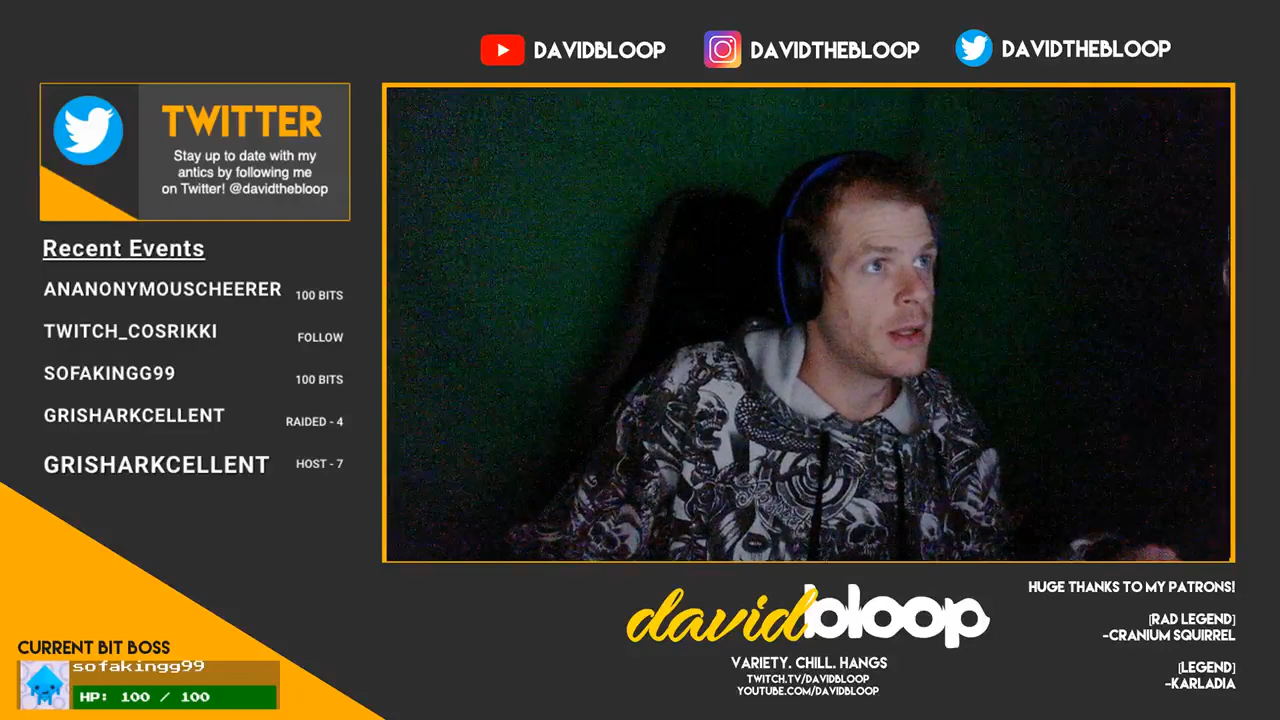 DAVIDBLOOP
DAVIDTHEBLOOP
DAVIDTHEBLOOP
TWITTER
Stay up to date with my
antics by following me
on Twitter! @davidthebloop
Recent Events
ANANONYMOUSCHEERER 100 BITS
TWITCH_COSRIKKI FOLLOW
SOFAKINGG99 100 BITS
GRISHARKCELLENT RAIDED - 4
GRISHARKCELLENT HOST - 7
CURRENT BIT BOSS
sofakingg99
HP: 100 / 100
davidbloop
VARIETY. CHILL. HANGS
TWITCH.TV/DAVIDBLOOP
YOUTUBE.COM/DAVIDBLOOP
HUGE THANKS TO MY PATRONS!
[RAD LEGEND]
-CRANIUM SQUIRREL
[LEGEND]
-KARLADIA